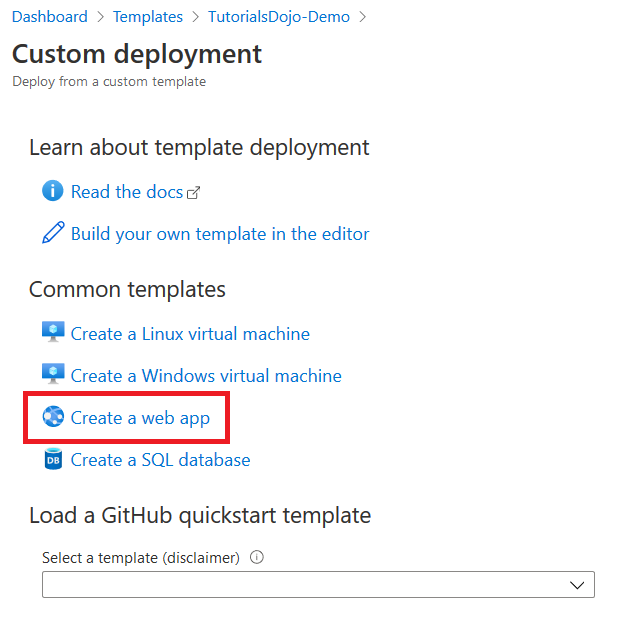 Dashboard > Templates > TutorialsDojo-Demo >
Custom deployment
Deploy from a custom template
Learn about template deployment
Read the docs
Build your own template in the editor
Common templates
Create a Linux virtual machine
Create a Windows virtual machine
Create a web app
DB Create a SQL database
Load a GitHub quickstart template
Select a template (disclaimer)